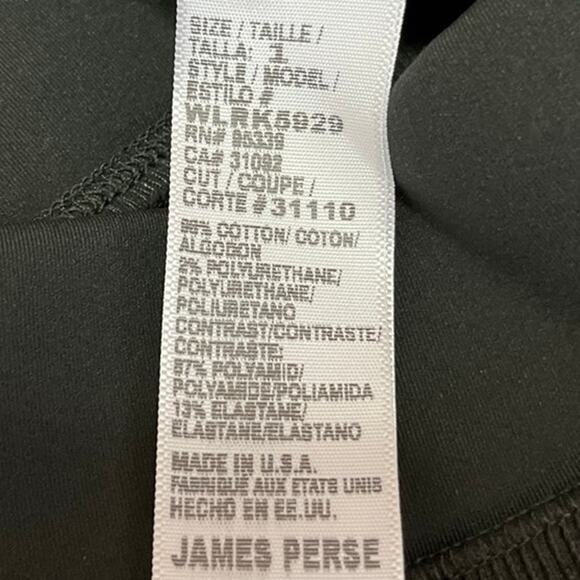 SIZE / TAILLE /
TALLA: 1
STYLE / MODEL /
ESTILO #
WLRK5929
RN# 95339
CA# 31092
CUT / COUPE /
CORTE #31110
98% COTTON/ COTON/
ALGODON
2% POLYURETHANE/
POLYURETHANE/
POLIURETANO
CONTRAST/CONTRASTE/
CONTRASTE:
87% POLYAMID/
POLYAMIDE/POLIAMIDA
13% ELASTANE/
ELASTANE/ELASTANO
MADE IN U.S.A.
FABRIQUÉ AUX ETATS UNIS
HECHO EN EE.UU.
JAMES PERSE